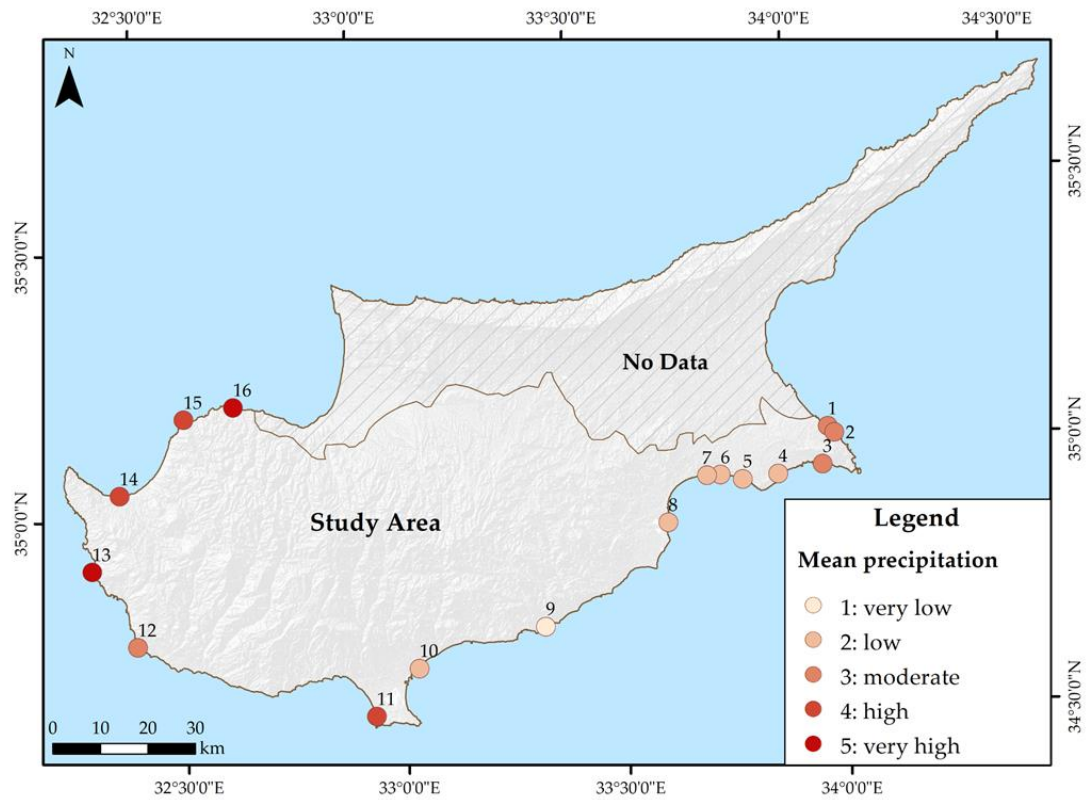 32°30'0"E 33°0'0"E 33°30'0"E 34°0'0"E 34°30'0"E
N
35°30'0"N
35°30'0"N
No Data
16
15
1
2
35°0'0"N
3
7 6 5 4
14
Study Area
8
35°0'0"N
13
9
12
10
11
Legend
Mean precipitation
1: very low
2: low
3: moderate
4: high
5: very high
34°30'0"N
0 10 20 30
km
32°30'0"E 33°0'0"E 33°30'0"E 34°0'0"E